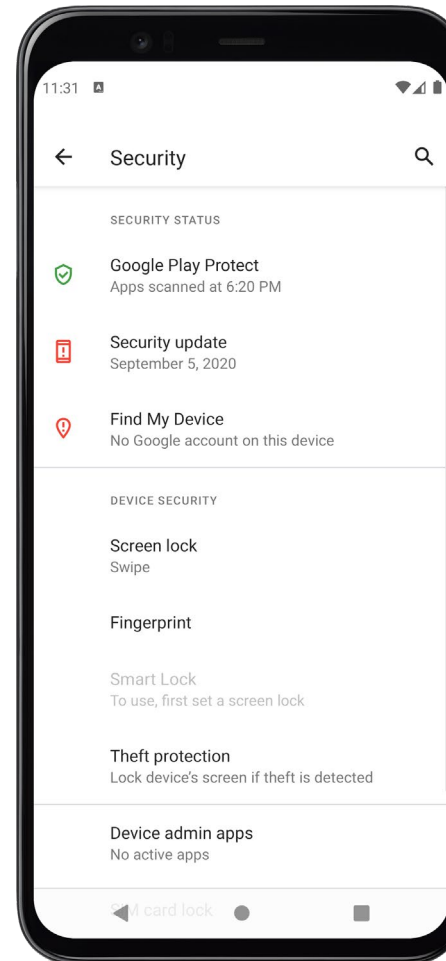 11:31
Security
SECURITY STATUS
Google Play Protect
Apps scanned at 6:20 PM
Security update
September 5, 2020
Find My Device
No Google account on this device
DEVICE SECURITY
Screen lock
Swipe
Fingerprint
Smart Lock
To use, first set a screen lock
Theft protection
Lock device's screen if theft is detected
Device admin apps
No active apps
SIM card lock